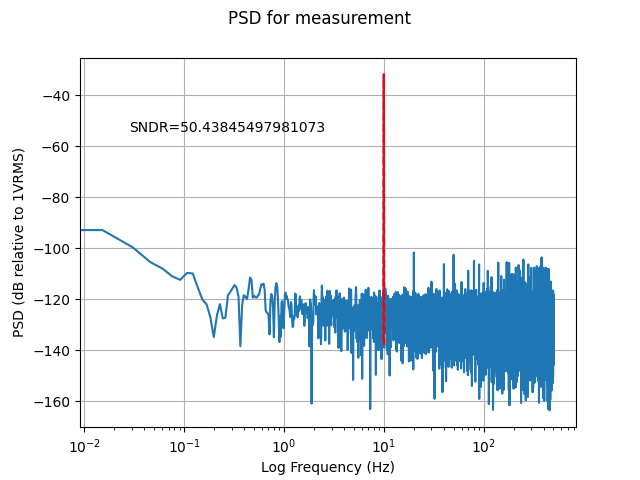 PSD for measurement
SNDR=50.43845497981073
PSD (dB relative to 1VRMS)
−40
−60
−80
−100
−120
−140
−160
10⁻² 10⁻¹ 10⁰ 10¹ 10²
Log Frequency (Hz)